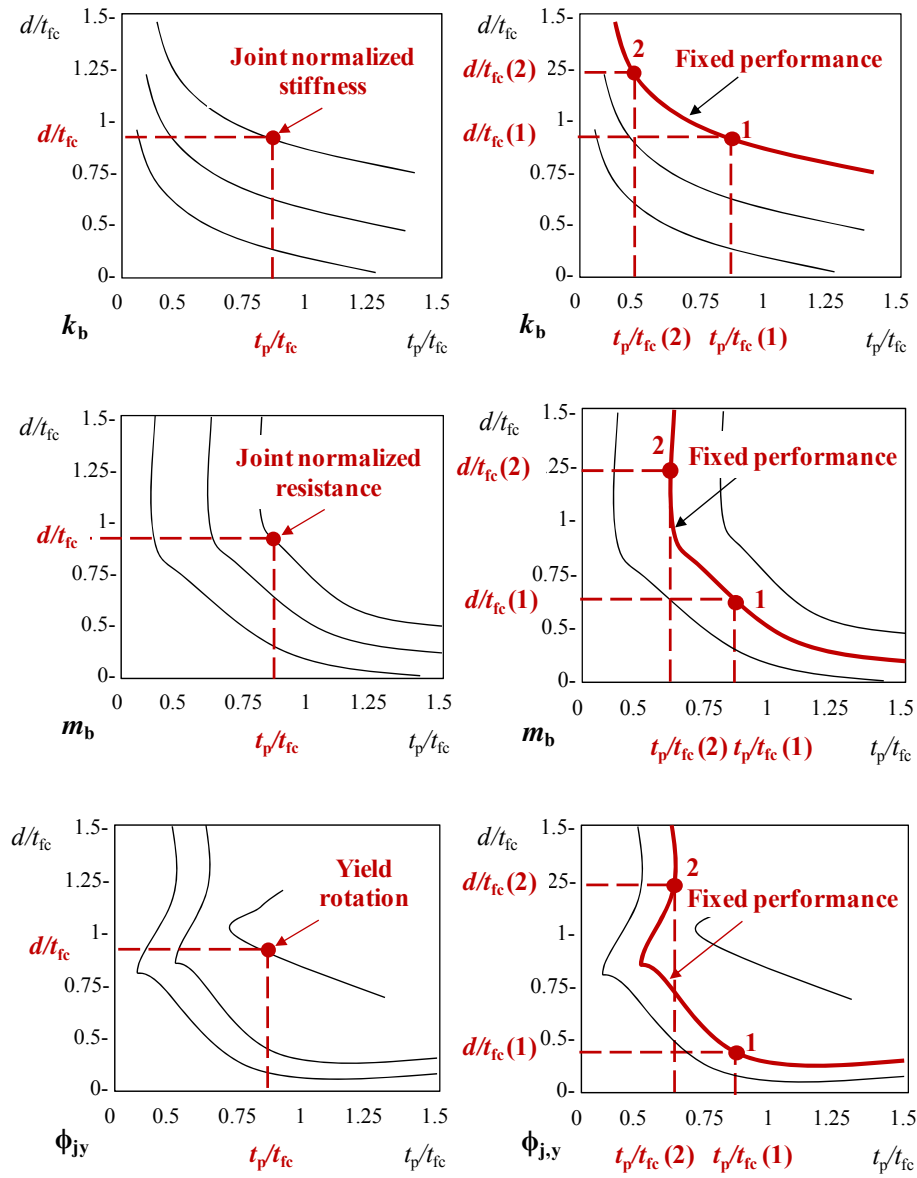 d/tfc
1.5-
1.25
1-
0.75-
0.5-
0-
Joint normalized
stiffness
d/tfc
0 0.5 0.75 1 1.25 1.5
kb
tp/tfc
tp/tfc
d/tfc
1.5-
25-
1-
0.75-
0.5-
0-
2
Fixed performance
d/tfc(2)
1
d/tfc(1)
0 0.5 0.75 1 1.25 1.5
kb
tp/tfc(2) tp/tfc(1)
tp/tfc
d/tfc
1.5-
1.25-
1-
0.75-
0.5-
0-
Joint normalized
resistance
d/tfc
0 0.5 0.75 1 1.25 1.5
mb
tp/tfc
tp/tfc
d/tfc
1.5-
25-
1-
0.75-
0.5-
0-
2
Fixed performance
d/tfc(2)
1
d/tfc(1)
0 0.5 0.75 1 1.25 1.5
mb
tp/tfc(2) tp/tfc(1)
tp/tfc
d/tfc
1.5-
1.25-
1-
0.75-
0.5-
0-
Yield
rotation
d/tfc
0 0.5 0.75 1 1.25 1.5
ϕjy
tp/tfc
tp/tfc
d/tfc
1.5-
25-
1-
0.75-
0.5-
0-
2
Fixed performance
d/tfc(2)
1
d/tfc(1)
0 0.5 0.75 1 1.25 1.5
ϕj,y
tp/tfc(2) tp/tfc(1)
tp/tfc